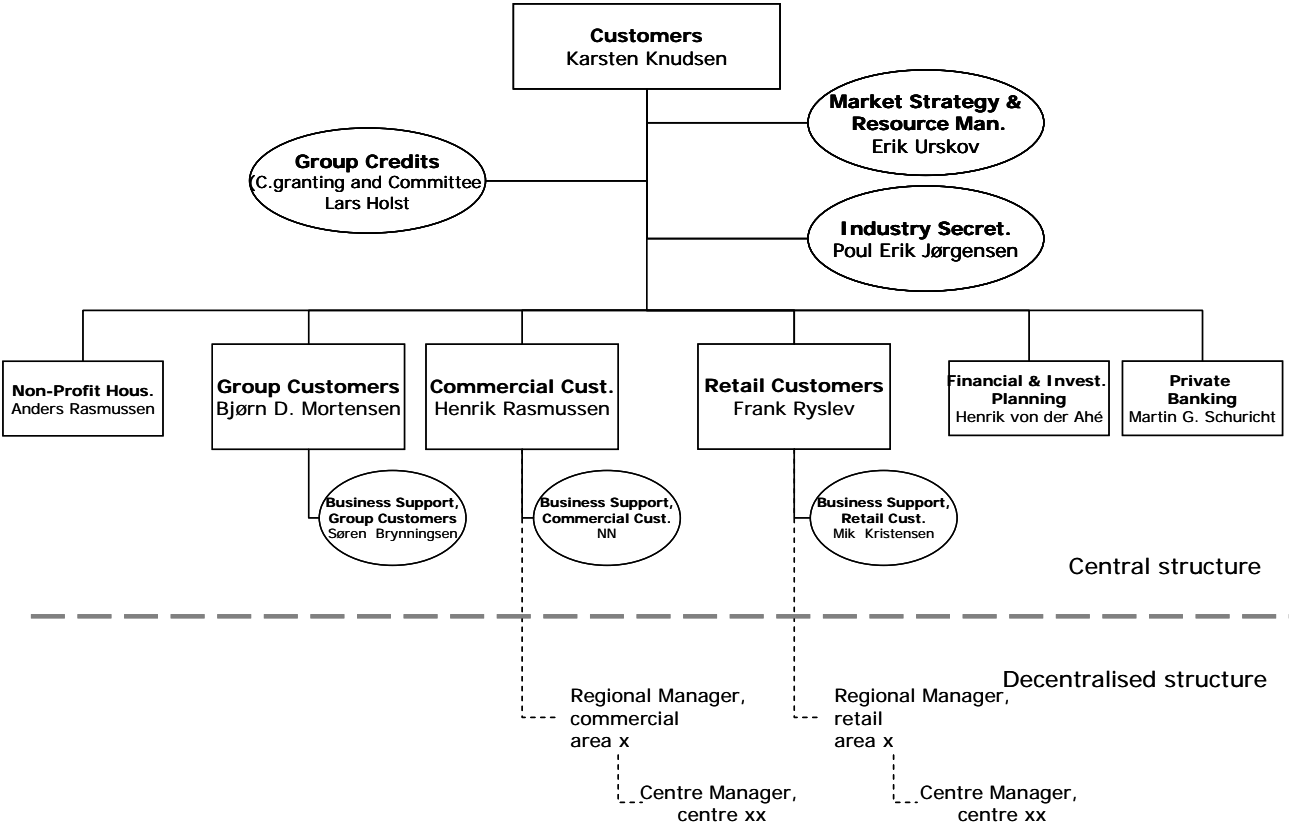 Customers
Karsten Knudsen
Market Strategy &
Resource Man.
Erik Urskov
Group Credits
(C.granting and Committee
Lars Holst
Industry Secret.
Poul Erik Jørgensen
Non-Profit Hous.
Anders Rasmussen
Group Customers
Bjørn D. Mortensen
Commercial Cust.
Henrik Rasmussen
Retail Customers
Frank Ryslev
Financial & Invest.
Planning
Henrik von der Ahé
Private
Banking
Martin G. Schuricht
Business Support,
Group Customers
Søren Brynningsen
Business Support,
Commercial Cust.
NN
Business Support,
Retail Cust.
Mik Kristensen
Central structure
Decentralised structure
Regional Manager,
commercial
area x
Regional Manager,
retail
area x
Centre Manager,
centre xx
Centre Manager,
centre xx